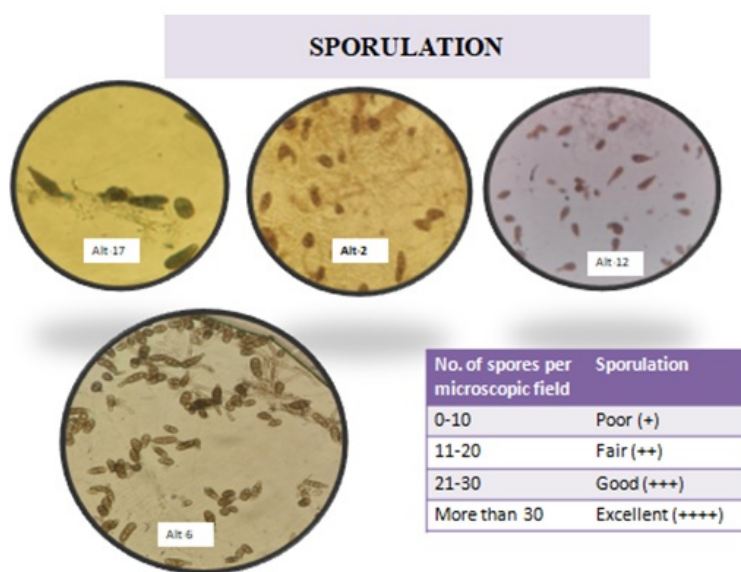 SPORULATION
Alt-17
Alt-2
Alt-12
Alt 6
No. of spores per microscopic field Sporulation
0-10 Poor (+)
11-20 Fair (++)
21-30 Good (+++)
More than 30 Excellent (++++)